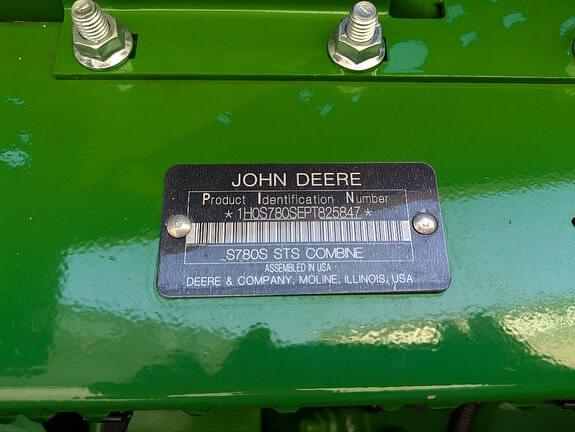 JOHN DEERE
Product Identification Number
*1H0S780SEPT825847*
S780S STS COMBINE
ASSEMBLED IN USA
DEERE & COMPANY, MOLINE, ILLINOIS, USA